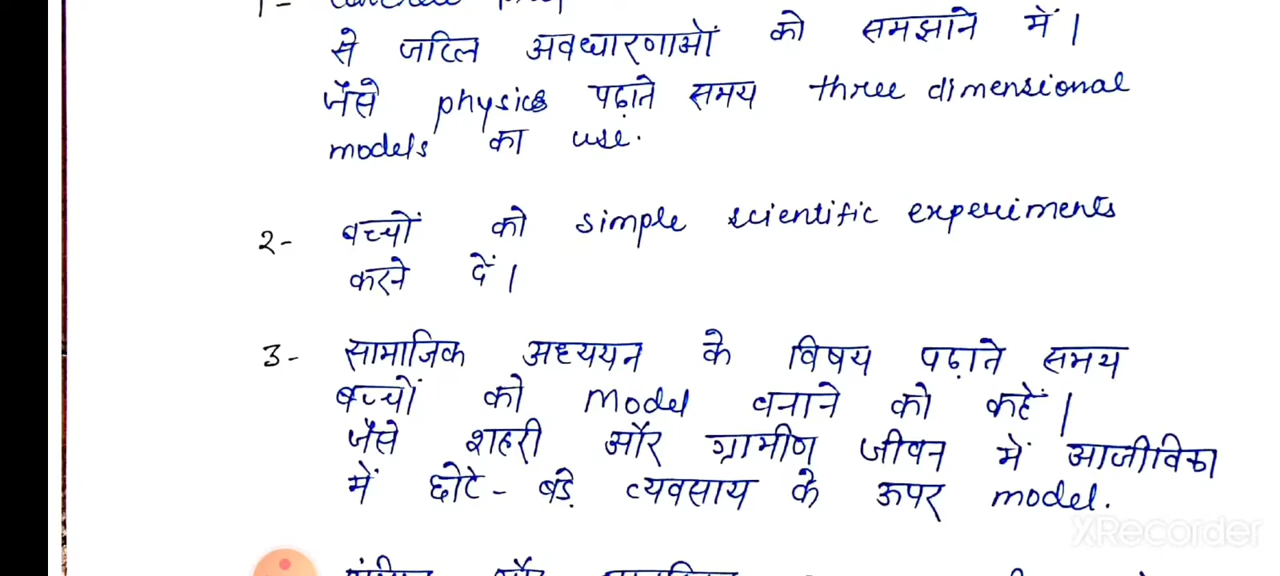 1-
से जटिल अवधारणाओं को समझाने में।
जैसे physics पढ़ाते समय three dimensional
models का use.
2- बच्चों को simple scientific experiments
करने दें।
3- सामाजिक अध्ययन के विषय पढ़ाते समय
बच्चों को model बनाने को कहें।
जैसे शहरी और ग्रामीण जीवन में आजीविका
में छोटे-बड़े व्यवसाय के ऊपर model.
XRecorder